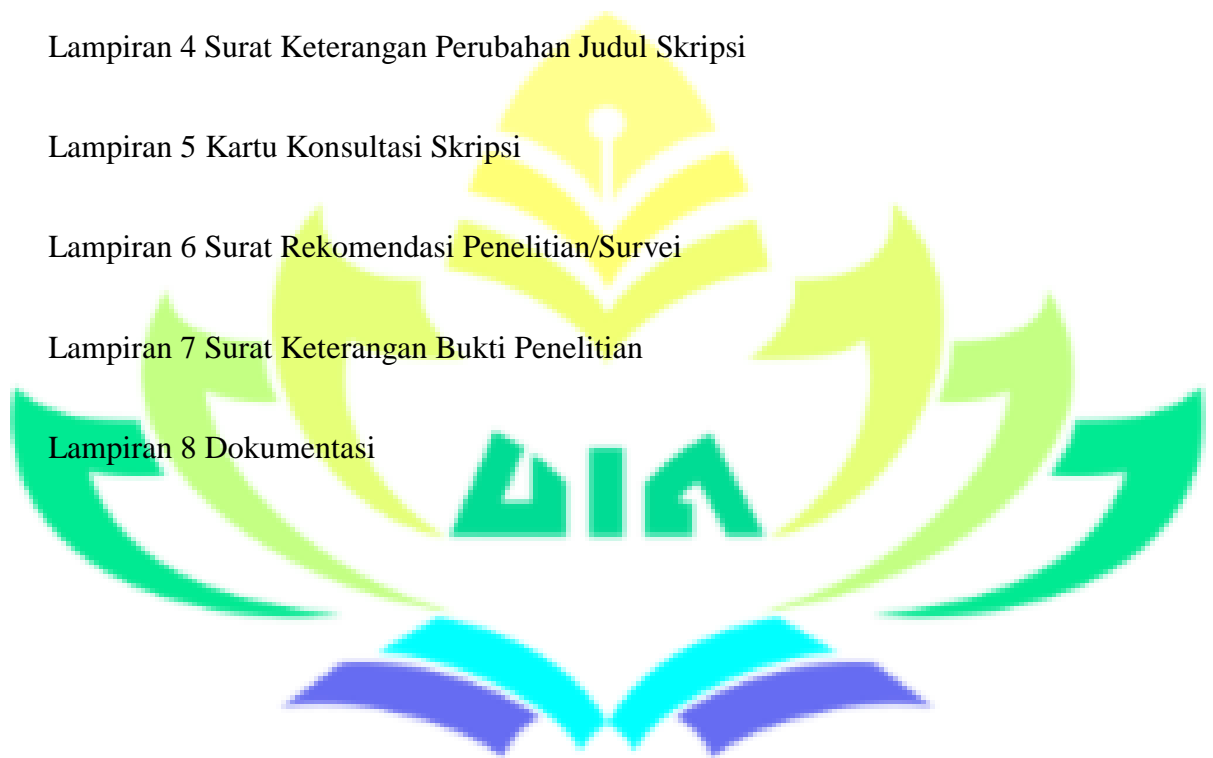 Lampiran 4 Surat Keterangan Perubahan Judul Skripsi
Lampiran 5 Kartu Konsultasi Skripsi
Lampiran 6 Surat Rekomendasi Penelitian/Survei
Lampiran 7 Surat Keterangan Bukti Penelitian
Lampiran 8 Dokumentasi